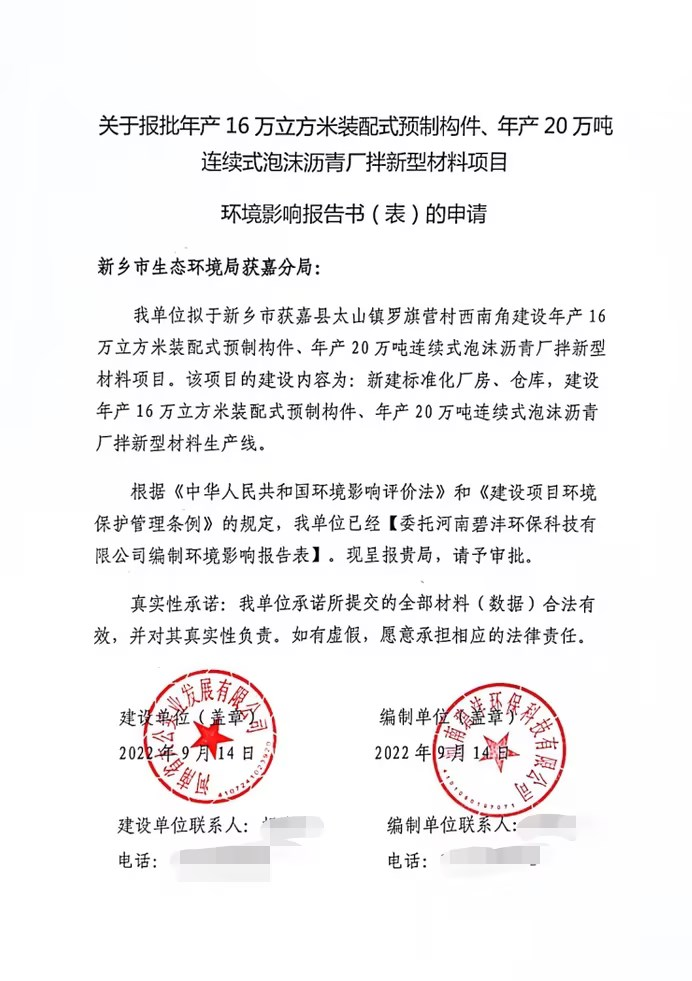 关于报批年产 16 万立方米装配式预制构件、年产 20 万吨
连续式泡沫沥青厂拌新型材料项目
环境影响报告书（表）的申请
新乡市生态环境局获嘉分局：
我单位拟于新乡市获嘉县太山镇罗旗营村西南角建设年产 16
万立方米装配式预制构件、年产 20 万吨连续式泡沫沥青厂拌新型
材料项目。该项目的建设内容为：新建标准化厂房、仓库，建设
年产 16 万立方米装配式预制构件、年产 20 万吨连续式泡沫沥青
厂拌新型材料生产线。
根据《中华人民共和国环境影响评价法》和《建设项目环境
保护管理条例》的规定，我单位已经【委托河南碧沣环保科技有
限公司编制环境影响报告表】。现呈报贵局，请予审批。
真实性承诺：我单位承诺所提交的全部材料（数据）合法有
效，并对其真实性负责。如有虚假，愿意承担相应的法律责任。
建设单位（盖章）
2022 年 9 月 14 日
河南省 公实业发展有限公司
4107241023920
编制单位（盖章）
2022 年 9 月 14 日
河南碧沣环保科技有限公司
4101040197071
建设单位联系人：
电话：
编制单位联系人：
电话：